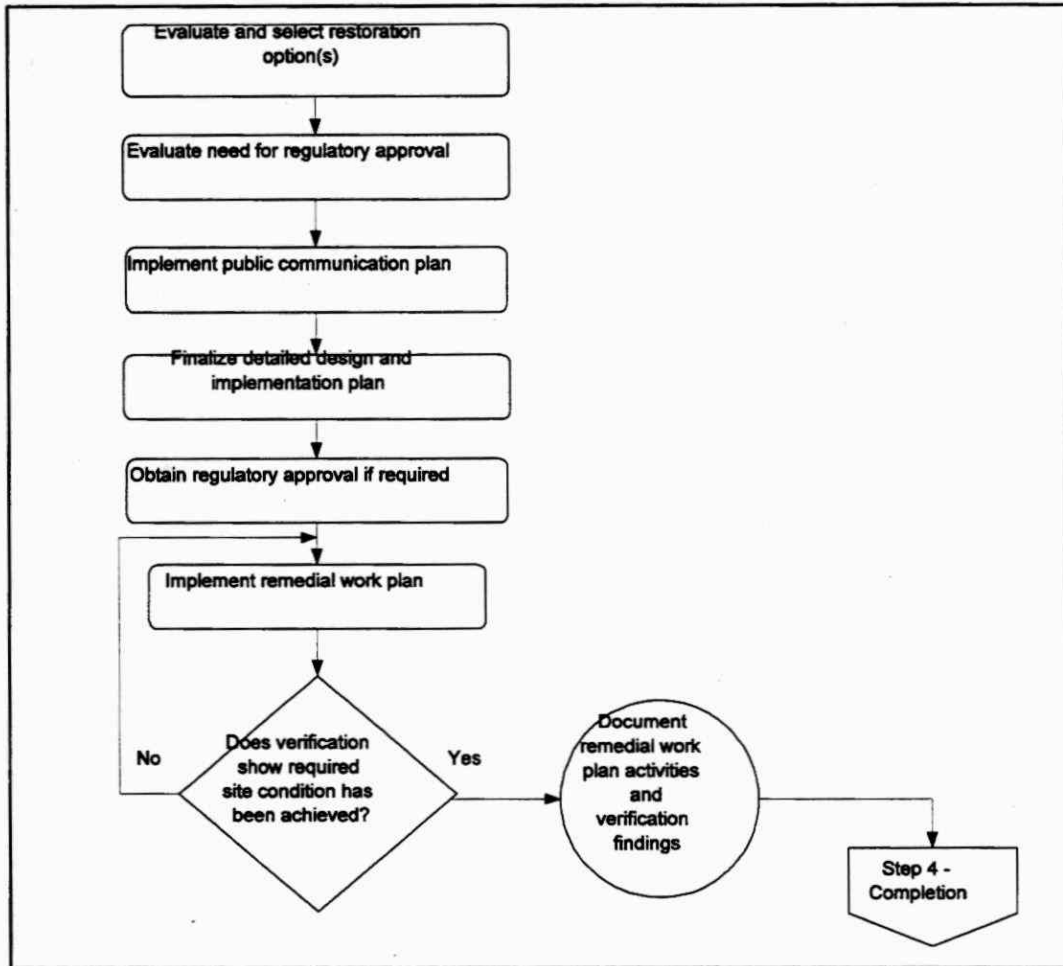 Evaluate and select restoration
option(s)
Evaluate need for regulatory approval
Implement public communication plan
Finalize detailed design and
implementation plan
Obtain regulatory approval if required
Implement remedial work plan
No
Does verification
show required
site condition has
been achieved?
Yes
Document
remedial work
plan activities
and
verification
findings
Step 4 -
Completion